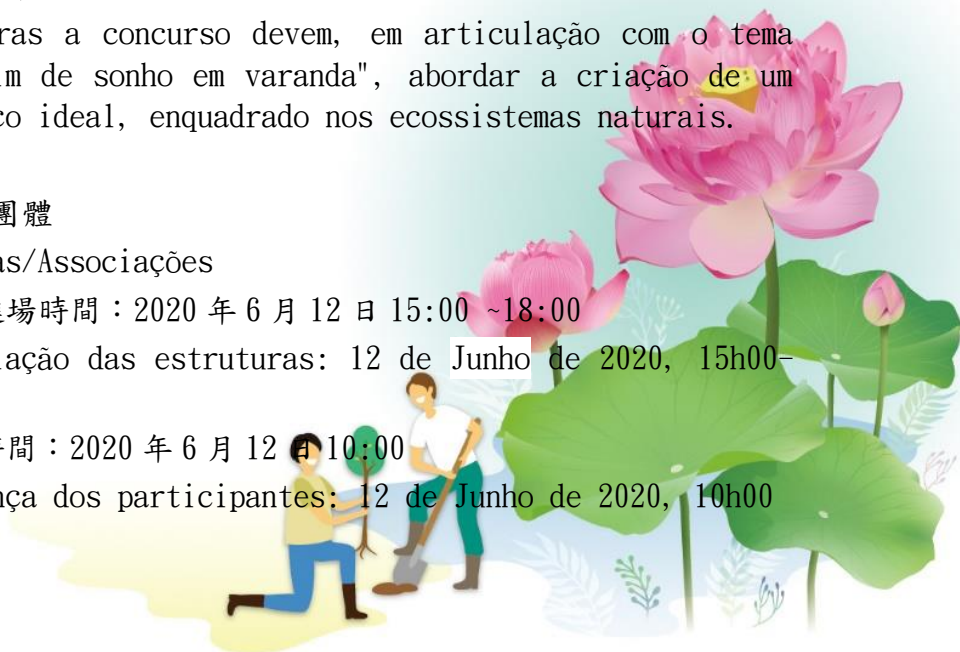 ras a concurso devem, em articulação com o tema
im de sonho em varanda", abordar a criação de um
co ideal, enquadrado nos ecossistemas naturais.
團體
as/Associações
場時間：2020 年 6 月 12 日 15:00 ~18:00
ação das estruturas: 12 de Junho de 2020, 15h00-
時間：2020 年 6 月 12 日 10:00
nça dos participantes: 12 de Junho de 2020, 10h00